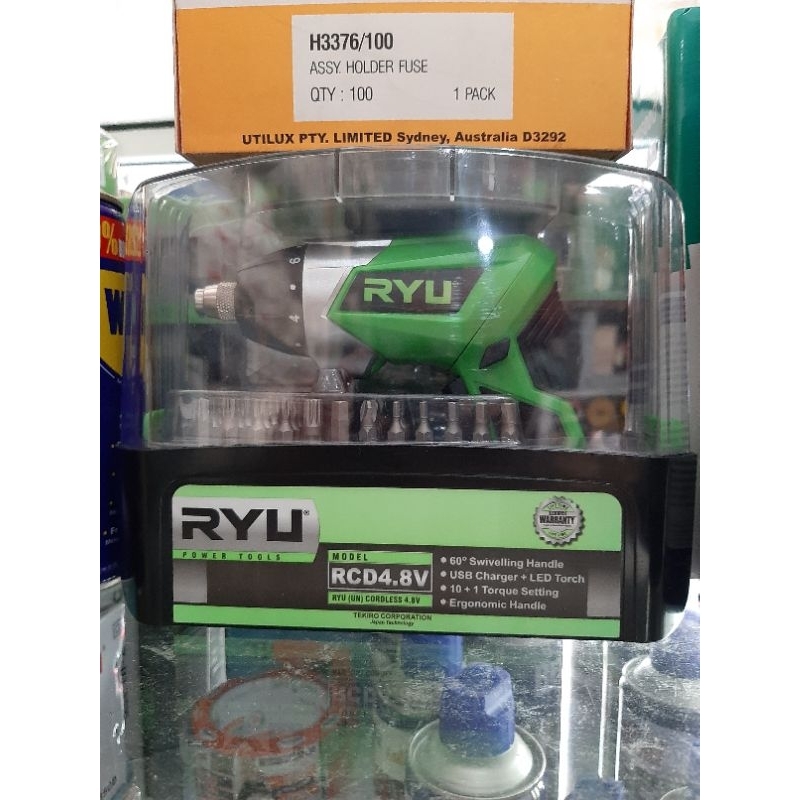 H3376/100
ASSY. HOLDER FUSE
QTY : 100 1 PACK
UTILUX PTY. LIMITED Sydney, Australia D3292
%
W
6
4
RYU
RYU®
POWER TOOLS
WARRANTY
MODEL
RCD4.8V
RYU (UN) CORDLESS 4.8V
• 60° Swivelling Handle
• USB Charger + LED Torch
• 10 + 1 Torque Setting
• Ergonomic Handle
TEKIRO CORPORATION
Japan Technology